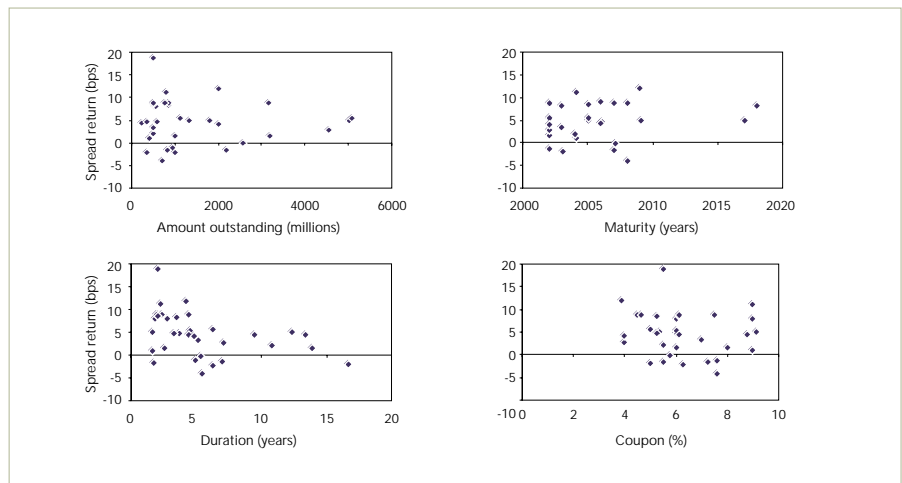 20 20
15 15
10 10
5 5
0 0
-5 -5
-10 -10
Spread return (bps)
0 2000 4000 6000
Amount outstanding (millions)
2000 2005 2010 2015 2020
Maturity (years)
20 20
15 15
10 10
5 5
0 0
-5 -5
-10 -10
Spread return (bps)
0 5 10 15 20
Duration (years)
0 2 4 6 8 10
Coupon (%)